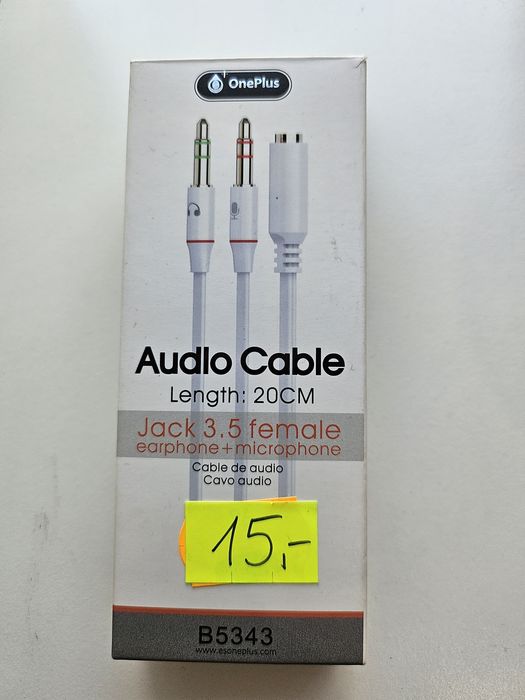 OnePlus
Audio Cable
Length: 20CM
Jack 3.5 female
earphone+microphone
Cable de audio
Cavo audio
15,-
B5343
www.esoneplus.com